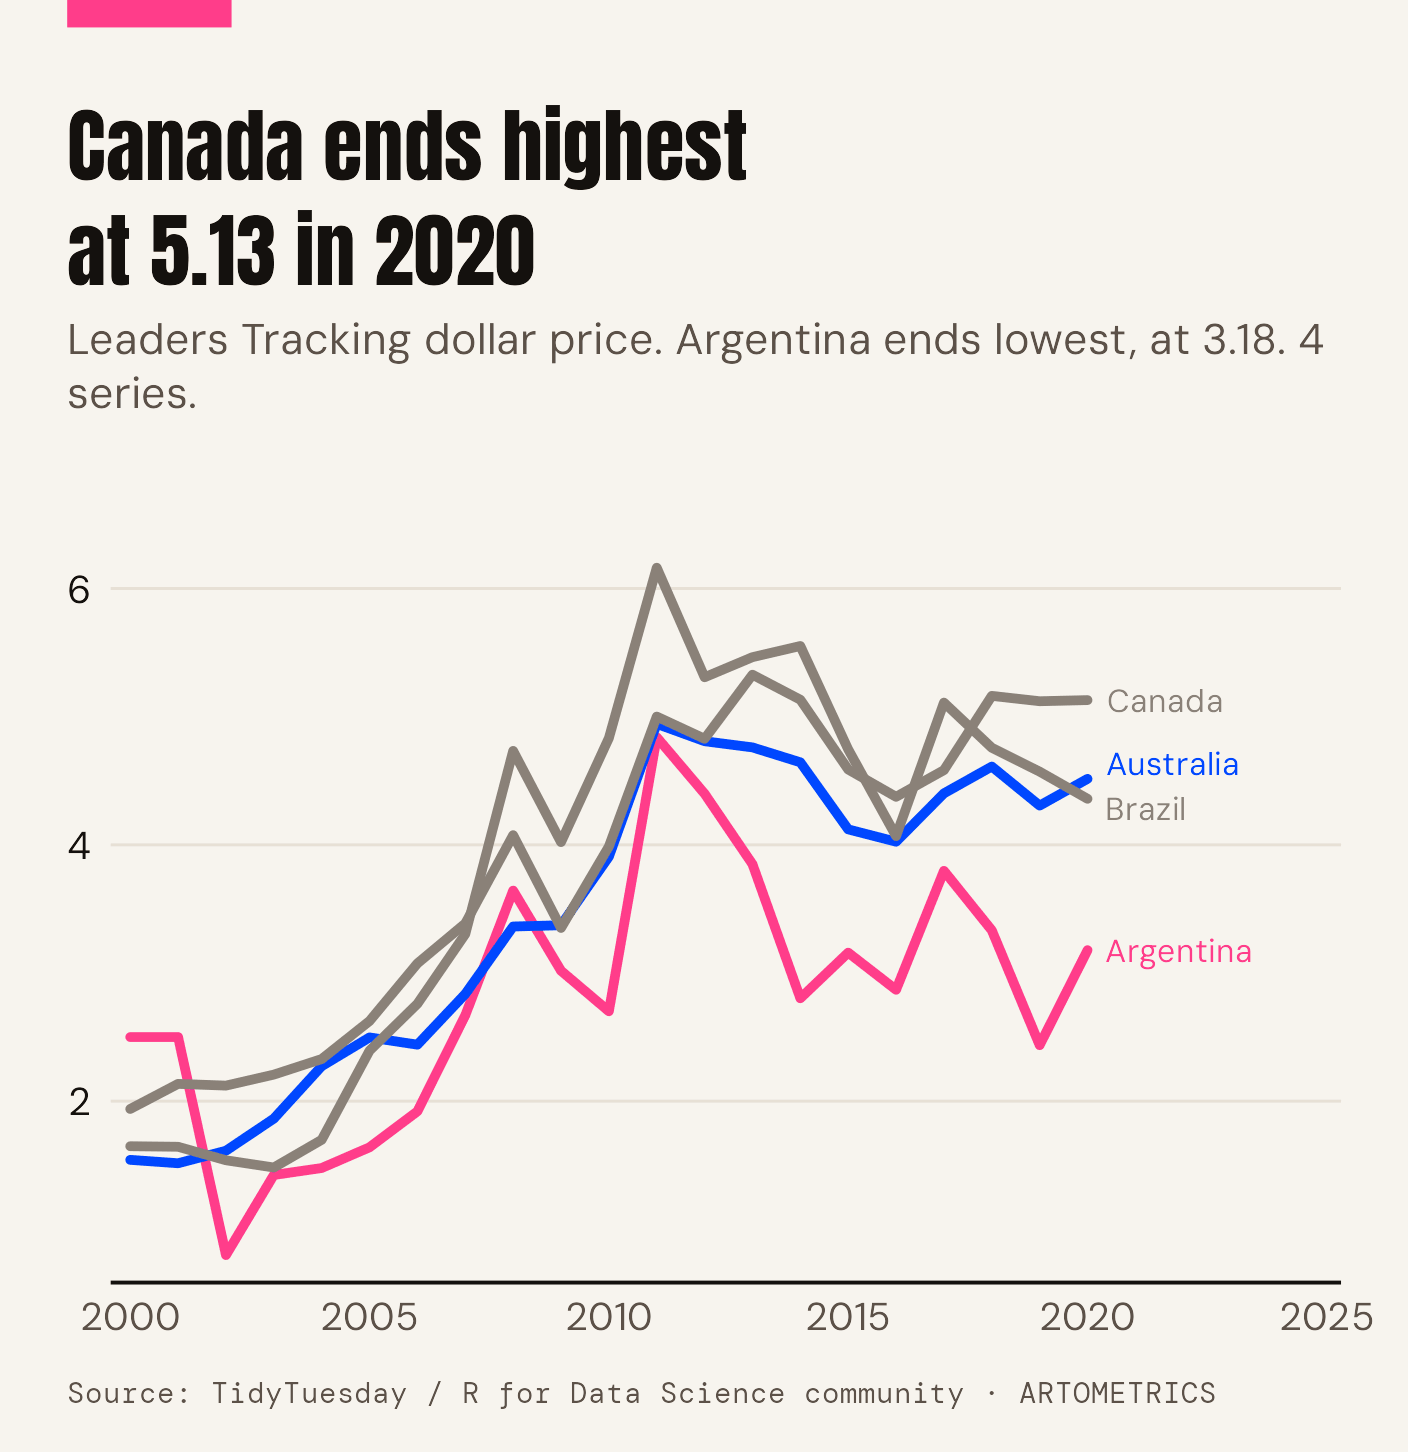 Canada ends highest
at 5.13 in 2020
Leaders Tracking dollar price. Argentina ends lowest, at 3.18. 4
series.
6
Canada
Australia
Brazil
4
Argentina
2
2000 2005 2010 2015 2020 2025
Source: TidyTuesday / R for Data Science community · ARTOMETRICS